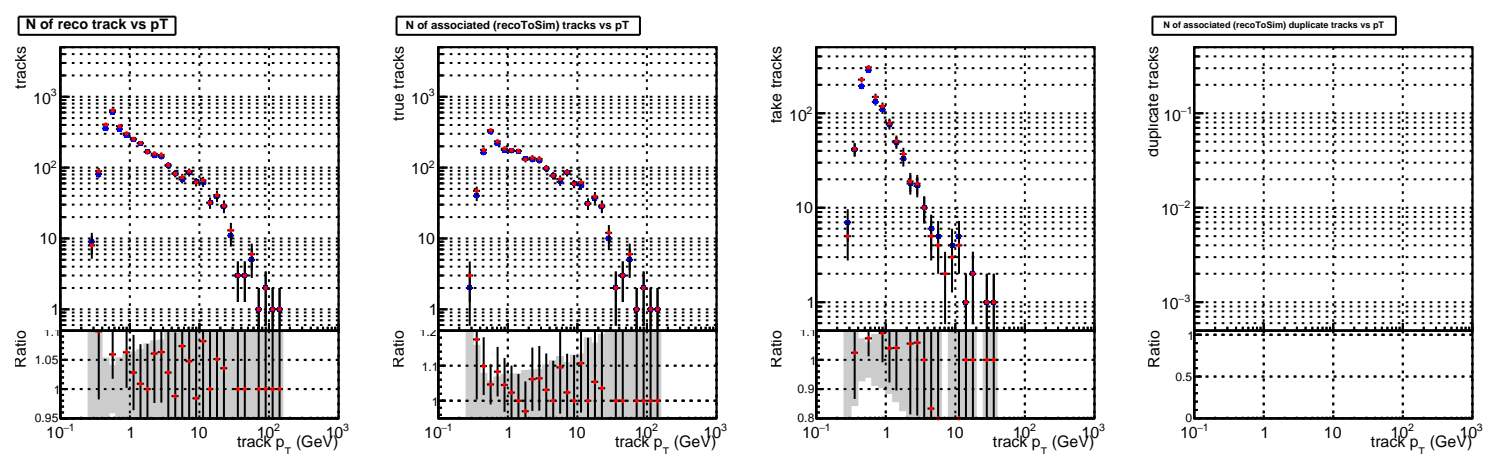 N of reco track vs pT
tracks
10³
10²
10
1
Ratio
1.1
1.05
1
0.95
10⁻¹ 1 10 10² 10³
track p_T (GeV)
N of associated (recoToSim) tracks vs pT
true tracks
10³
10²
10
1
Ratio
1.2
1.1
1
10⁻¹ 1 10 10² 10³
track p_T (GeV)
fake tracks
10²
10
1
Ratio
1
0.9
0.8
10⁻¹ 1 10 10² 10³
track p_T (GeV)
N of associated (recoToSim) duplicate tracks vs pT
duplicate tracks
10⁻¹
10⁻²
10⁻³
Ratio
1
0.5
0
10⁻¹ 1 10 10² 10³
track p_T (GeV)